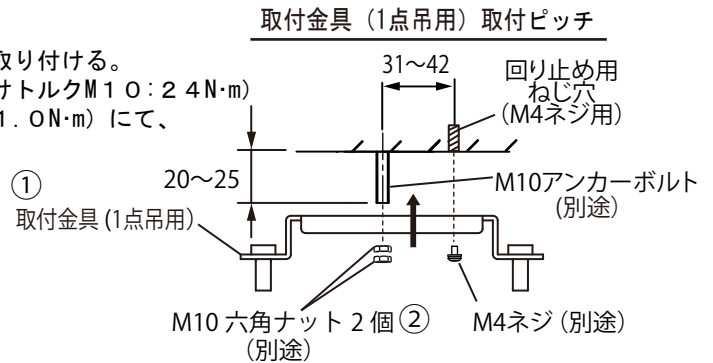 取付金具（1点吊用）取付ピッチ
取り付ける。
けトルクM10:24N·m)
1.0N·m) にて、
31～42
回り止め用
ねじ穴
(M4ネジ用)
①
20～25
M10アンカーボルト
(別途)
取付金具 (1点吊用)
M10 六角ナット 2 個②
(別途)
M4ネジ (別途)